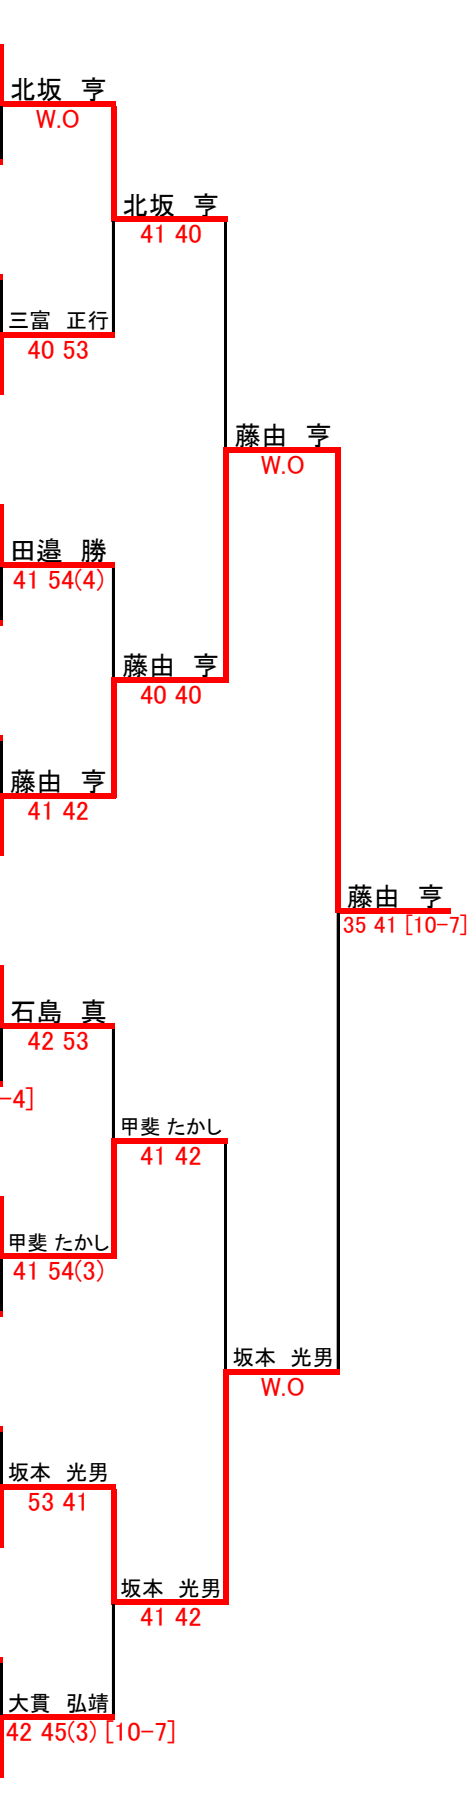 北坂　亨
W.O
北坂　亨
41 40
三富　正行
40 53
藤由　亨
W.O
田邉　勝
41 54(4)
藤由　亨
40 40
藤由　亨
41 42
藤由　亨
35 41 [10-7]
石島　真
42 53
-4]
甲斐 たかし
41 42
甲斐 たかし
41 54(3)
坂本　光男
W.O
坂本　光男
53 41
坂本　光男
41 42
大貫　弘靖
42 45(3) [10-7]